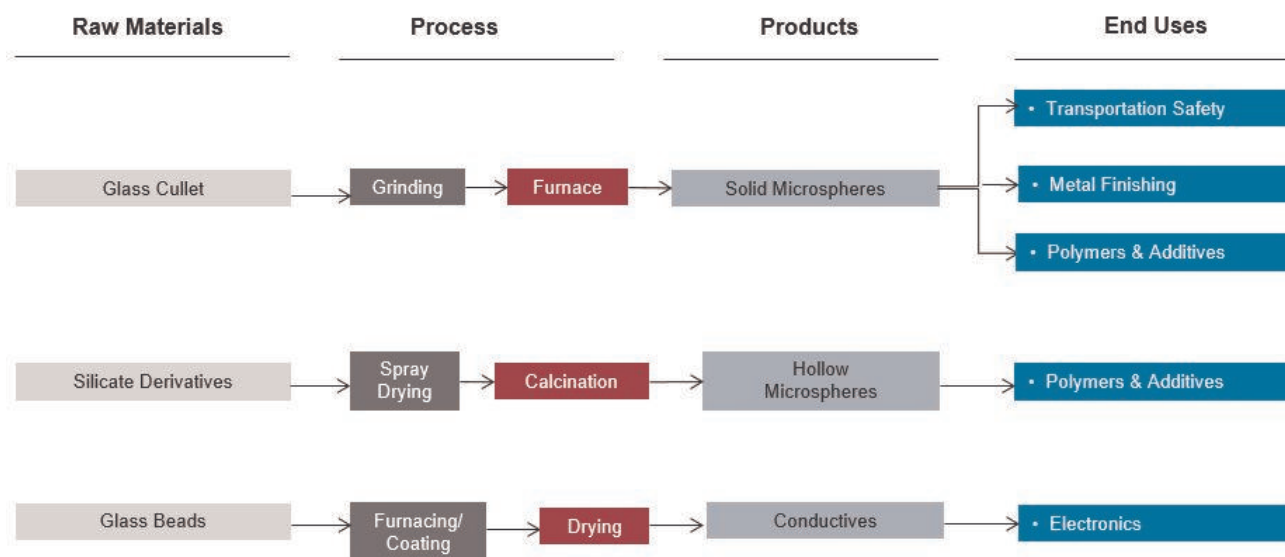 Raw Materials
Process
Products
End Uses
• Transportation Safety
Glass Cullet
Grinding
Furnace
Solid Microspheres
• Metal Finishing
• Polymers & Additives
Silicate Derivatives
Spray
Drying
Calcination
Hollow
Microspheres
• Polymers & Additives
Glass Beads
Furnacing/
Coating
Drying
Conductives
• Electronics